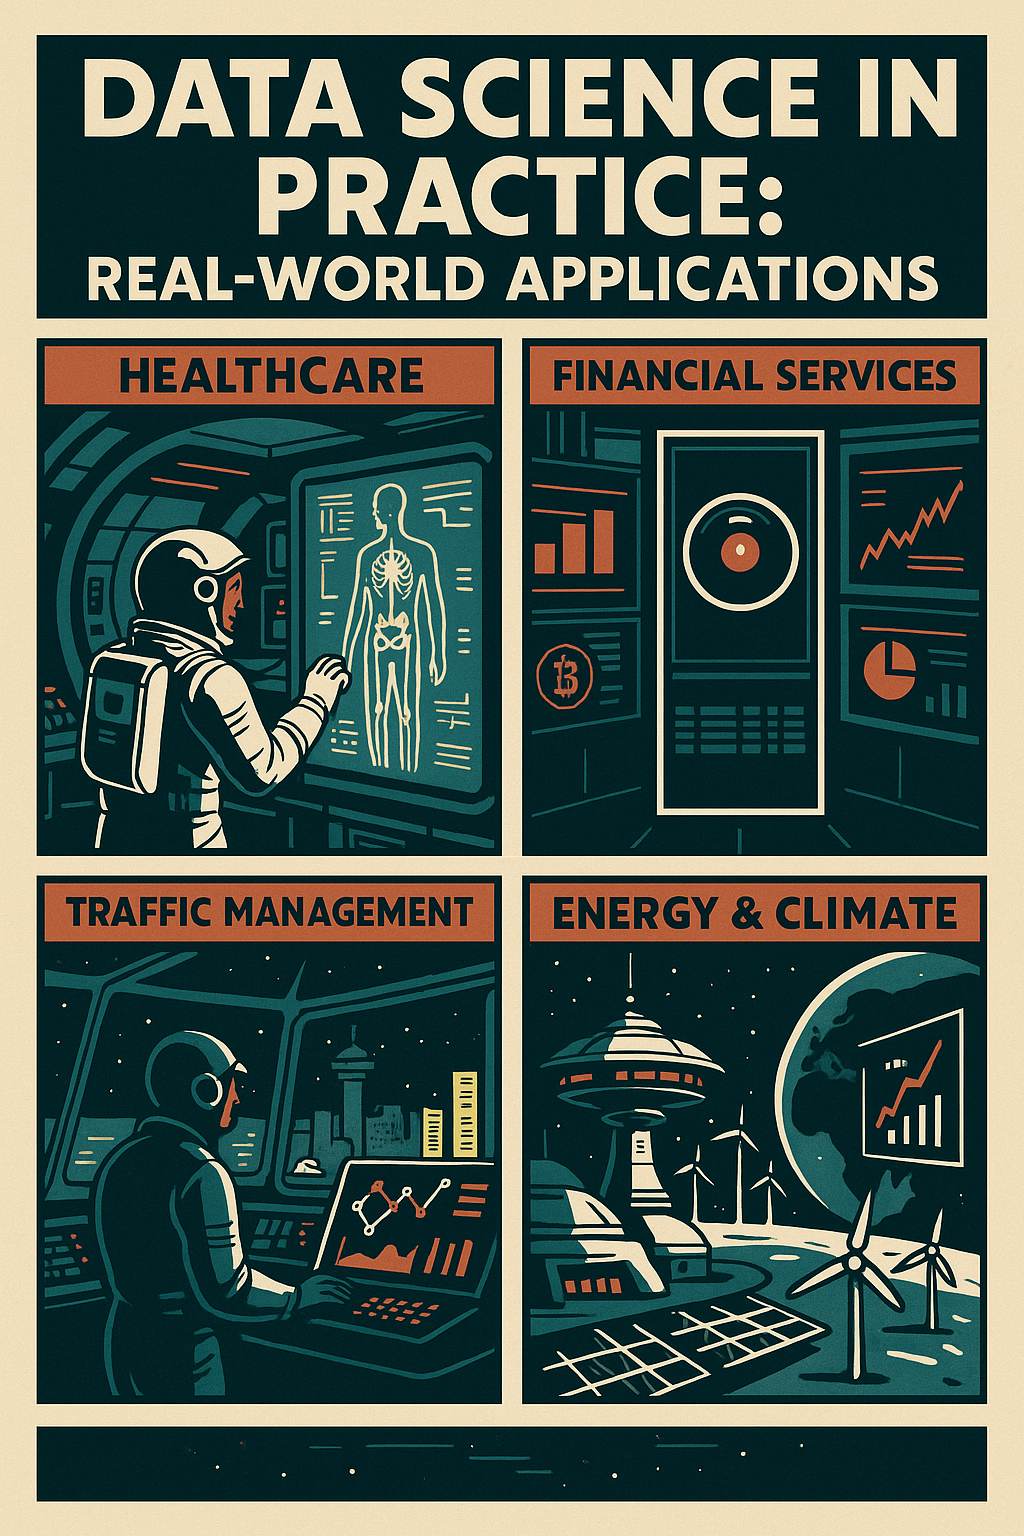 DATA SCIENCE IN
PRACTICE:
REAL-WORLD APPLICATIONS
HEALTHCARE
FINANCIAL SERVICES
TRAFFIC MANAGEMENT
ENERGY & CLIMATE